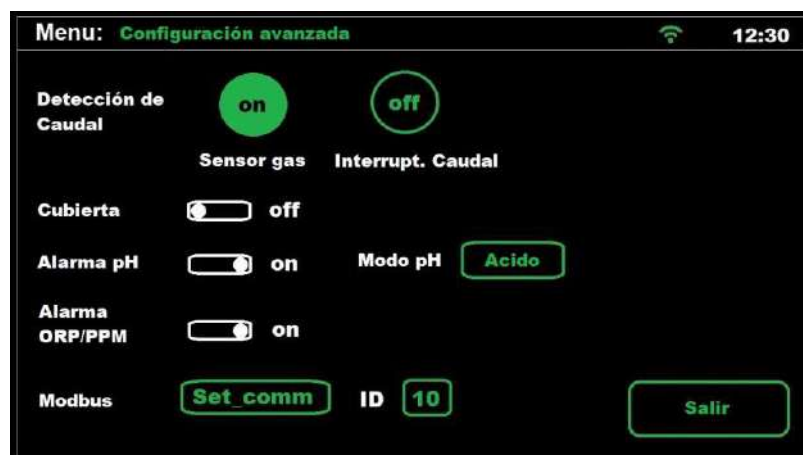 Menu: Configuración avanzada 12:30
Detección de
Caudal
on off
Sensor gas Interrupt. Caudal
Cubierta off
Alarma pH on Modo pH Acido
Alarma
ORP/PPM on
Modbus Set_comm ID 10 Salir